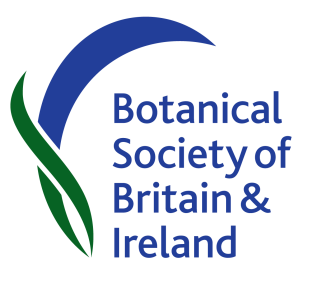 Botanical
Society of
Britain &
Ireland